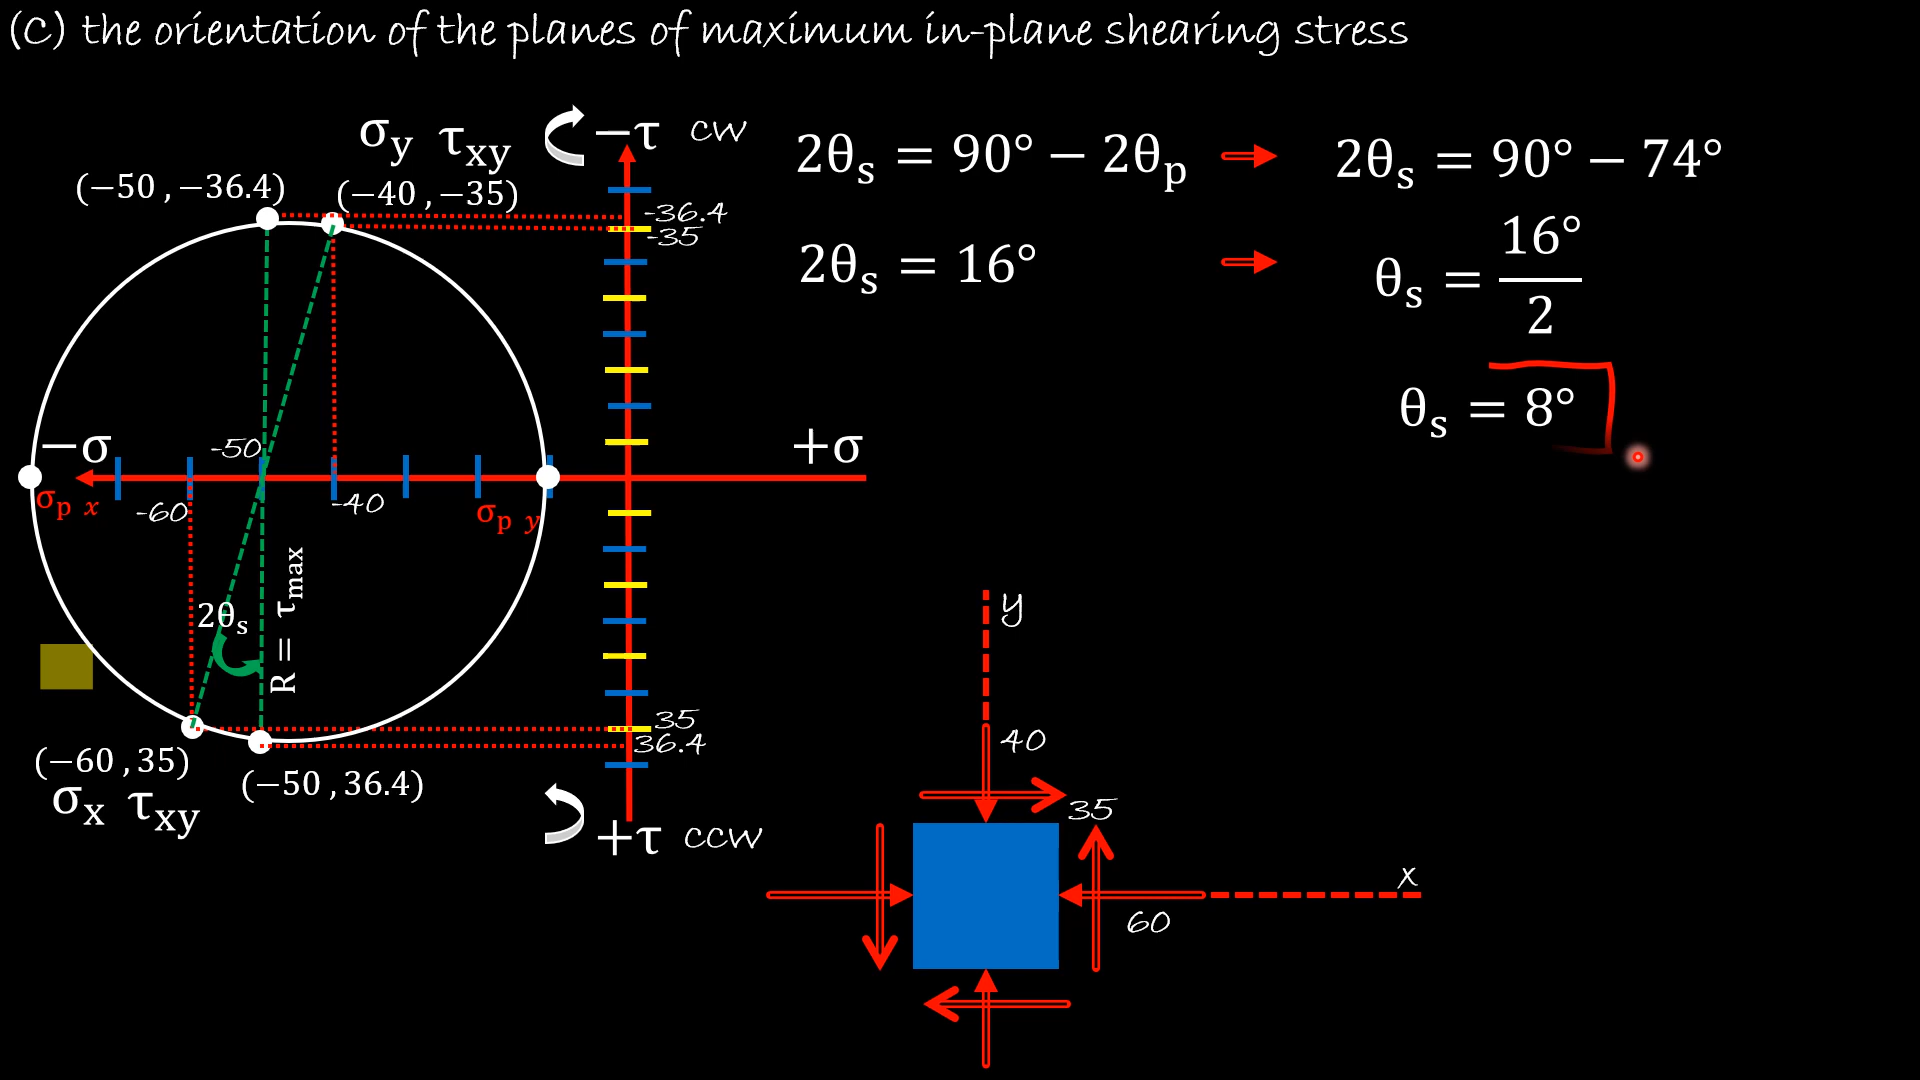 (C) the orientation of the planes of maximum in-plane shearing stress
σy τxy
−τ cw
(−50 , −36.4)
(−40 , −35)
-36.4
-35
2θs = 90° − 2θp
2θs = 90° − 74°
2θs = 16°
θs = 16°/2
θs = 8°
−σ
-50
+σ
σp x
-60
-40
σp y
2θs
R = τmax
35
36.4
(−60 , 35)
σx τxy
(−50 , 36.4)
+τ ccw
y
40
35
x
60